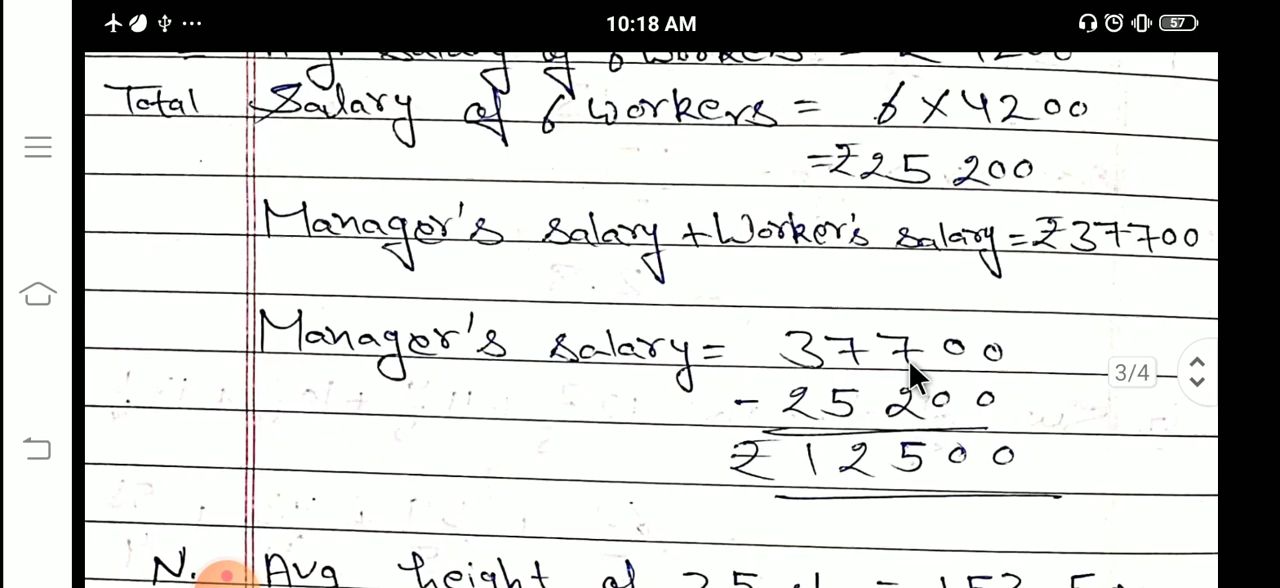 10:18 AM
57
Total Salary of 6 workers = 6 × 4200
= ₹25 200
Manager's salary + Worker's salary = ₹37700
Manager's salary = 37700
3/4
- 25 200
₹ 12500
N. Avg height of